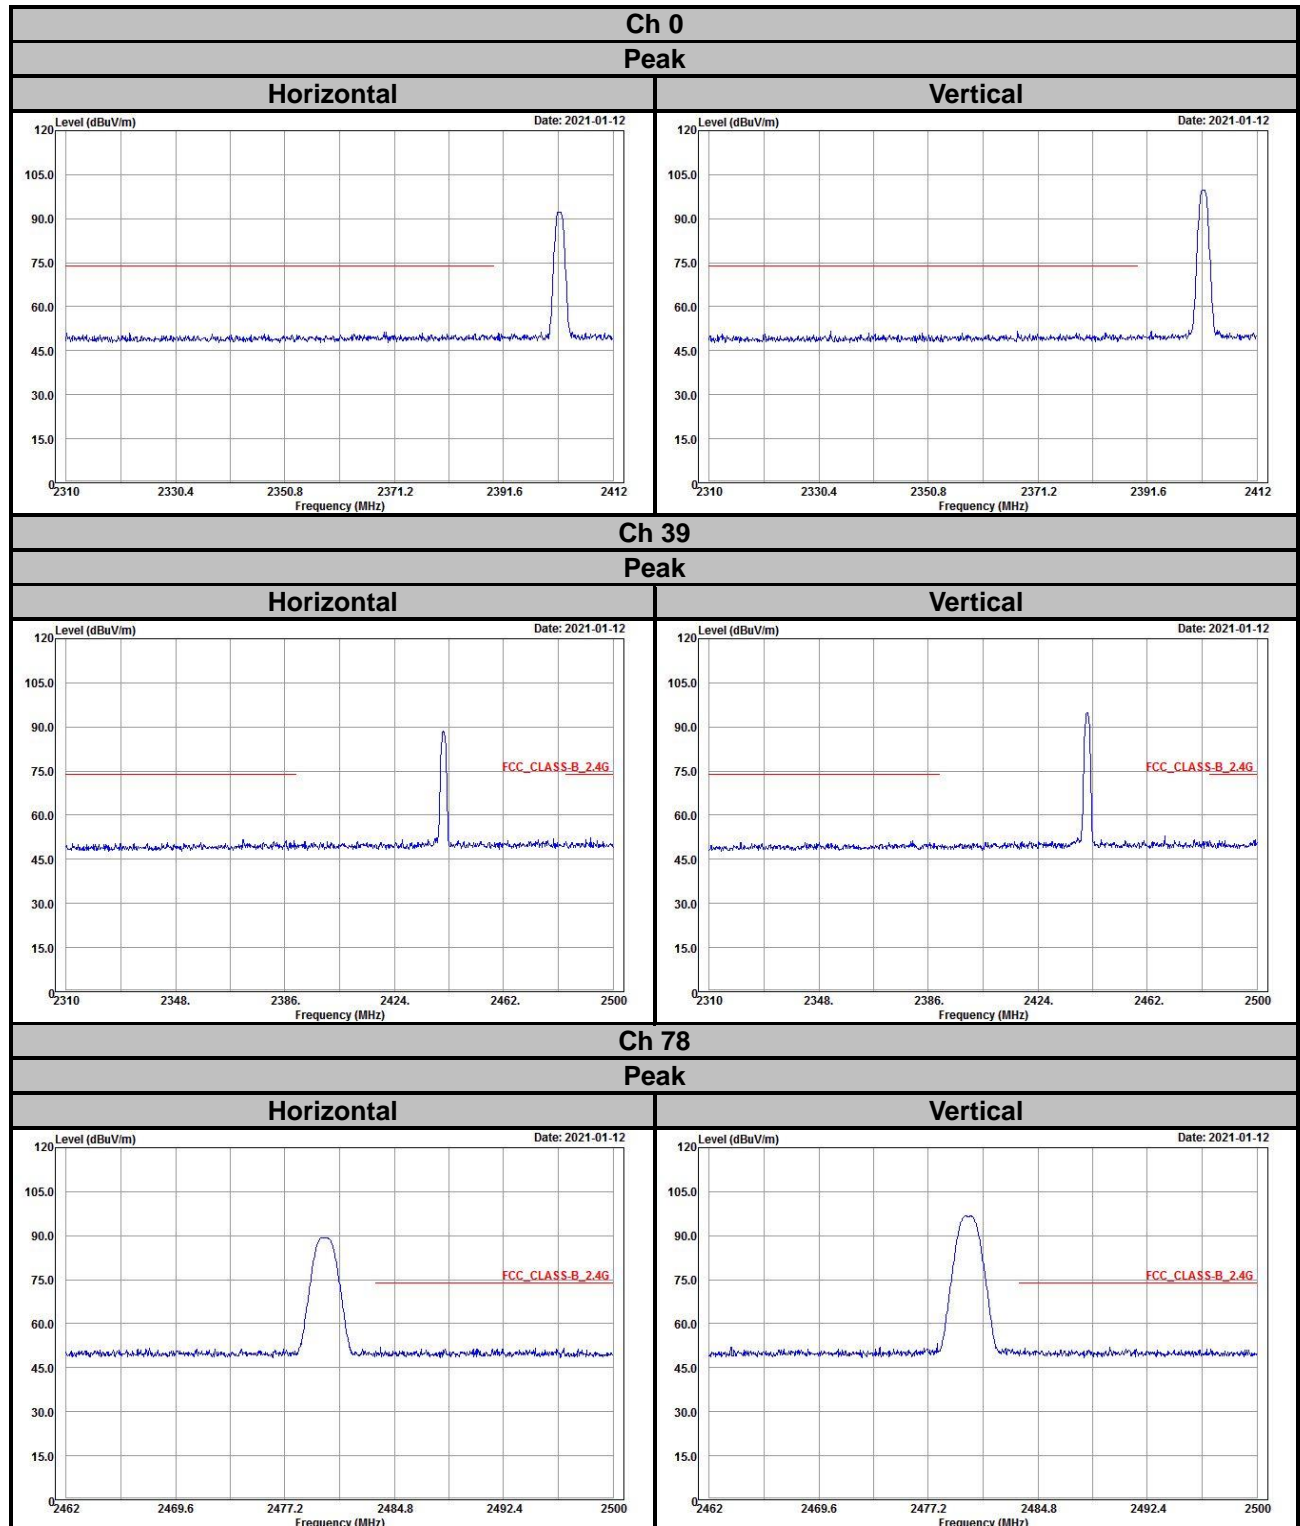 Ch 0
Peak
Horizontal Vertical
Level (dBuV/m) Date: 2021-01-12 Level (dBuV/m) Date: 2021-01-12
120 120
105.0 105.0
90.0 90.0
75.0 75.0
60.0 60.0
45.0 45.0
30.0 30.0
15.0 15.0
0 0
2310 2330.4 2350.8 2371.2 2391.6 2412 2310 2330.4 2350.8 2371.2 2391.6 2412
Frequency (MHz) Frequency (MHz)
Ch 39
Peak
Horizontal Vertical
Level (dBuV/m) Date: 2021-01-12 Level (dBuV/m) Date: 2021-01-12
120 120
105.0 105.0
90.0 90.0
FCC_CLASS-B_2.4G FCC_CLASS-B_2.4G
75.0 75.0
60.0 60.0
45.0 45.0
30.0 30.0
15.0 15.0
0 0
2310 2348. 2386. 2424. 2462. 2500 2310 2348. 2386. 2424. 2462. 2500
Frequency (MHz) Frequency (MHz)
Ch 78
Peak
Horizontal Vertical
Level (dBuV/m) Date: 2021-01-12 Level (dBuV/m) Date: 2021-01-12
120 120
105.0 105.0
90.0 90.0
FCC_CLASS-B_2.4G FCC_CLASS-B_2.4G
75.0 75.0
60.0 60.0
45.0 45.0
30.0 30.0
15.0 15.0
0 0
2462 2469.6 2477.2 2484.8 2492.4 2500 2462 2469.6 2477.2 2484.8 2492.4 2500
Frequency (MHz) Frequency (MHz)